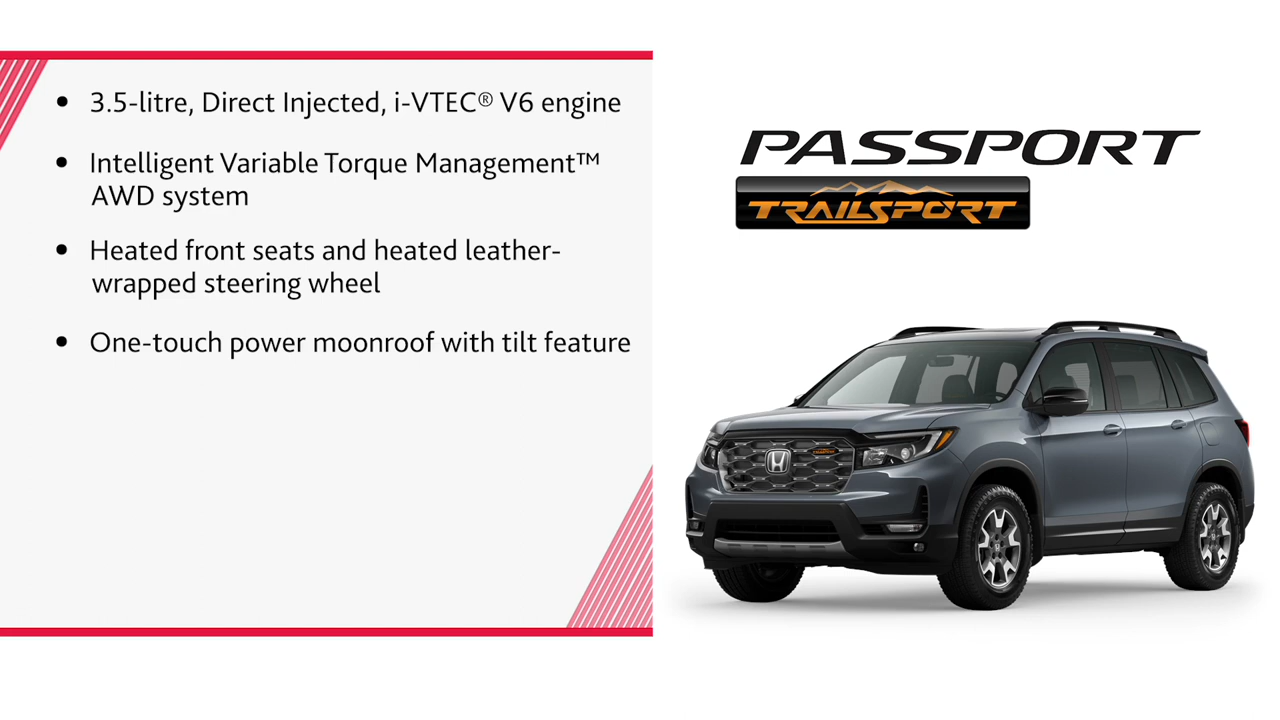 • 3.5-litre, Direct Injected, i-VTEC® V6 engine
• Intelligent Variable Torque Management™
AWD system
• Heated front seats and heated leather-
wrapped steering wheel
• One-touch power moonroof with tilt feature
PASSPORT
TRAILSPORT